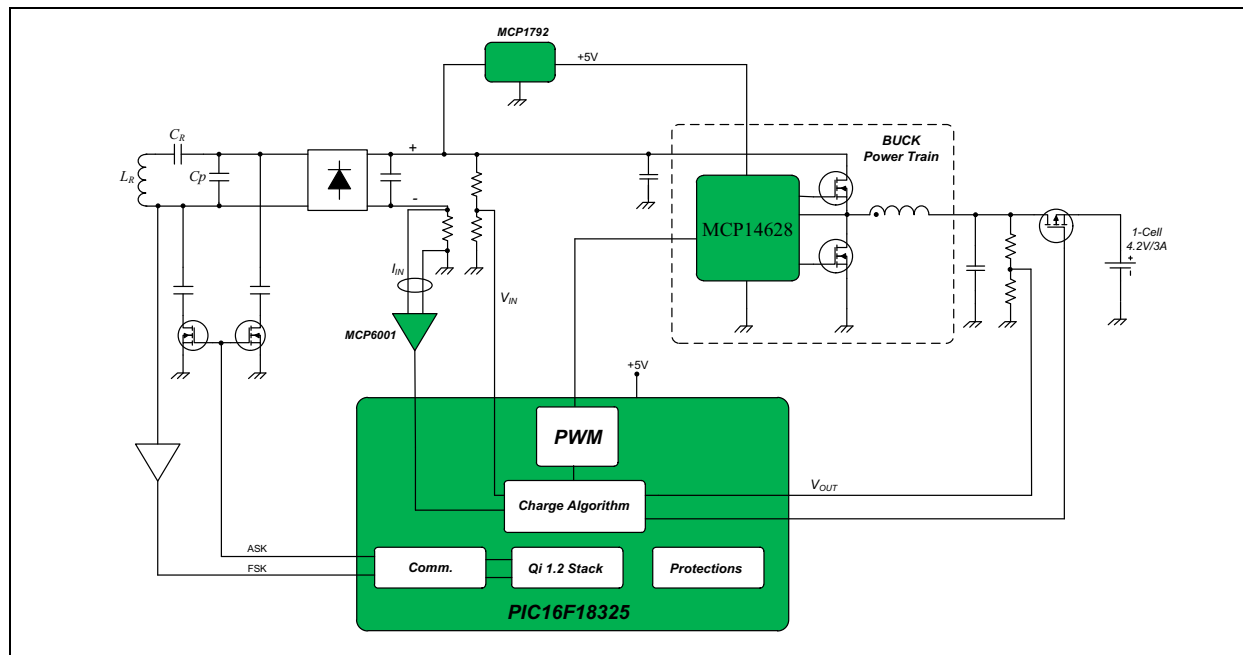 MCP1792
+5V
BUCK
Power Train
CR
LR
Cp
+
-
MCP14628
1-Cell
4.2V/3A
+
-
IIN
VIN
MCP6001
+5V
PWM
VOUT
Charge Algorithm
ASK
FSK
Comm.
Qi 1.2 Stack
Protections
PIC16F18325